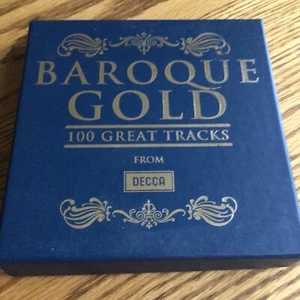 BAROQUE
GOLD
100 GREAT TRACKS
FROM
DECCA